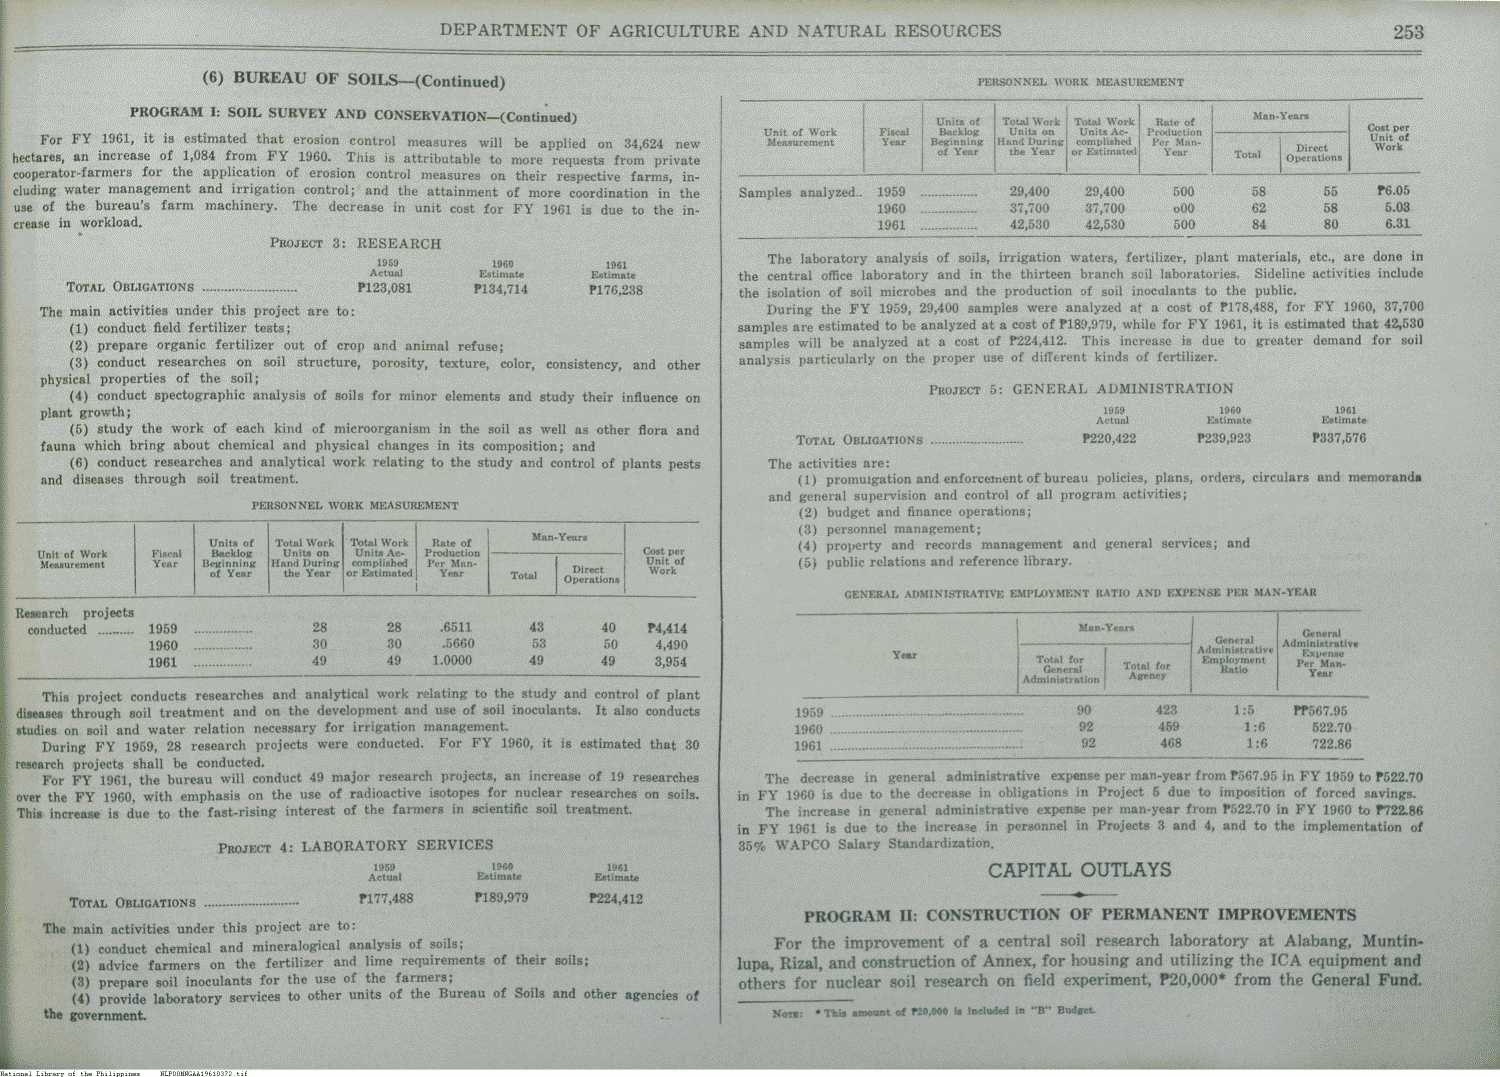 DEPARTMENT OF AGRICULTURE AND NATURAL RESOURCES 253
(6) BUREAU OF SOILS—(Continued)
PROGRAM I: SOIL SURVEY AND CONSERVATION—(Continued)
For FY 1961, it is estimated that erosion control measures will be applied on 34,624 new
hectares, an increase of 1,084 from FY 1960. This is attributable to more requests from private
cooperator-farmers for the application of erosion control measures on their respective farms, in-
cluding water management and irrigation control; and the attainment of more coordination in the
use of the bureau's farm machinery. The decrease in unit cost for FY 1961 is due to the in-
crease in workload.
PROJECT 3: RESEARCH
1959 1960 1961
Actual Estimate Estimate
TOTAL OBLIGATIONS .......................... ₱123,081 ₱134,714 ₱176,238
The main activities under this project are to:
(1) conduct field fertilizer tests;
(2) prepare organic fertilizer out of crop and animal refuse;
(3) conduct researches on soil structure, porosity, texture, color, consistency, and other
physical properties of the soil;
(4) conduct spectographic analysis of soils for minor elements and study their influence on
plant growth;
(5) study the work of each kind of microorganism in the soil as well as other flora and
fauna which bring about chemical and physical changes in its composition; and
(6) conduct researches and analytical work relating to the study and control of plants pests
and diseases through soil treatment.
PERSONNEL WORK MEASUREMENT
Unit of Work Measurement | Fiscal Year | Units of Backlog Beginning of Year | Total Work Units on Hand During the Year | Total Work Units Ac- complished or Estimated | Rate of Production Per Man- Year | Man-Years Total | Direct Operations | Cost per Unit of Work
Research projects
conducted .......... 1959 ................ 28 28 .6511 43 40 ₱4,414
1960 ................ 30 30 .5660 53 50 4,490
1961 ................ 49 49 1.0000 49 49 3,954
This project conducts researches and analytical work relating to the study and control of plant
diseases through soil treatment and on the development and use of soil inoculants. It also conducts
studies on soil and water relation necessary for irrigation management.
During FY 1959, 28 research projects were conducted. For FY 1960, it is estimated that 30
research projects shall be conducted.
For FY 1961, the bureau will conduct 49 major research projects, an increase of 19 researches
over the FY 1960, with emphasis on the use of radioactive isotopes for nuclear researches on soils.
This increase is due to the fast-rising interest of the farmers in scientific soil treatment.
PROJECT 4: LABORATORY SERVICES
1959 1960 1961
Actual Estimate Estimate
TOTAL OBLIGATIONS .......................... ₱177,488 ₱189,979 ₱224,412
The main activities under this project are to:
(1) conduct chemical and mineralogical analysis of soils;
(2) advice farmers on the fertilizer and lime requirements of their soils;
(3) prepare soil inoculants for the use of the farmers;
(4) provide laboratory services to other units of the Bureau of Soils and other agencies of
the government.
PERSONNEL WORK MEASUREMENT
Unit of Work Measurement | Fiscal Year | Units of Backlog Beginning of Year | Total Work Units on Hand During the Year | Total Work Units Ac- complished or Estimated | Rate of Production Per Man- Year | Man-Years Total | Direct Operations | Cost per Unit of Work
Samples analyzed.. 1959 ................ 29,400 29,400 500 58 55 ₱6.05
1960 ................ 37,700 37,700 o00 62 58 5.03
1961 ................ 42,530 42,530 500 84 80 6.31
The laboratory analysis of soils, irrigation waters, fertilizer, plant materials, etc., are done in
the central office laboratory and in the thirteen branch soil laboratories. Sideline activities include
the isolation of soil microbes and the production of soil inoculants to the public.
During the FY 1959, 29,400 samples were analyzed at a cost of ₱178,488, for FY 1960, 37,700
samples are estimated to be analyzed at a cost of ₱189,979, while for FY 1961, it is estimated that 42,530
samples will be analyzed at a cost of ₱224,412. This increase is due to greater demand for soil
analysis particularly on the proper use of different kinds of fertilizer.
PROJECT 5: GENERAL ADMINISTRATION
1959 1960 1961
Actual Estimate Estimate
TOTAL OBLIGATIONS .......................... ₱220,422 ₱239,923 ₱337,576
The activities are:
(1) promulgation and enforcement of bureau policies, plans, orders, circulars and memoranda
and general supervision and control of all program activities;
(2) budget and finance operations;
(3) personnel management;
(4) property and records management and general services; and
(5) public relations and reference library.
GENERAL ADMINISTRATIVE EMPLOYMENT RATIO AND EXPENSE PER MAN-YEAR
Year | Man-Years Total for General Administration | Total for Agency | General Administrative Employment Ratio | General Administrative Expense Per Man- Year
1959 .................................................... 90 423 1:5 ₱₱567.95
1960 .................................................... 92 459 1:6 522.70
1961 .................................................... 92 468 1:6 722.86
The decrease in general administrative expense per man-year from ₱567.95 in FY 1959 to ₱522.70
in FY 1960 is due to the decrease in obligations in Project 5 due to imposition of forced savings.
The increase in general administrative expense per man-year from ₱522.70 in FY 1960 to ₱722.86
in FY 1961 is due to the increase in personnel in Projects 3 and 4, and to the implementation of
35% WAPCO Salary Standardization.
CAPITAL OUTLAYS
PROGRAM II: CONSTRUCTION OF PERMANENT IMPROVEMENTS
For the improvement of a central soil research laboratory at Alabang, Muntin-
lupa, Rizal, and construction of Annex, for housing and utilizing the ICA equipment and
others for nuclear soil research on field experiment, ₱20,000* from the General Fund.
NOTE: * This amount of ₱20,000 is included in "B" Budget.
National Library of the Philippines NLP00MNGAA19610372.tif